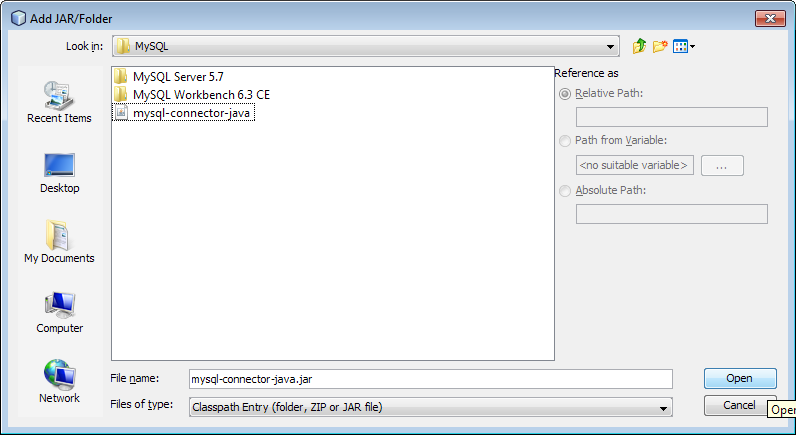 Add JAR/Folder
Look in: MySQL
Recent Items
Desktop
My Documents
Computer
Network
MySQL Server 5.7
MySQL Workbench 6.3 CE
mysql-connector-java
Reference as
Relative Path:
Path from Variable:
<no suitable variable> ...
Absolute Path:
File name: mysql-connector-java.jar
Open
Files of type: Classpath Entry (folder, ZIP or JAR file)
Cancel
Open